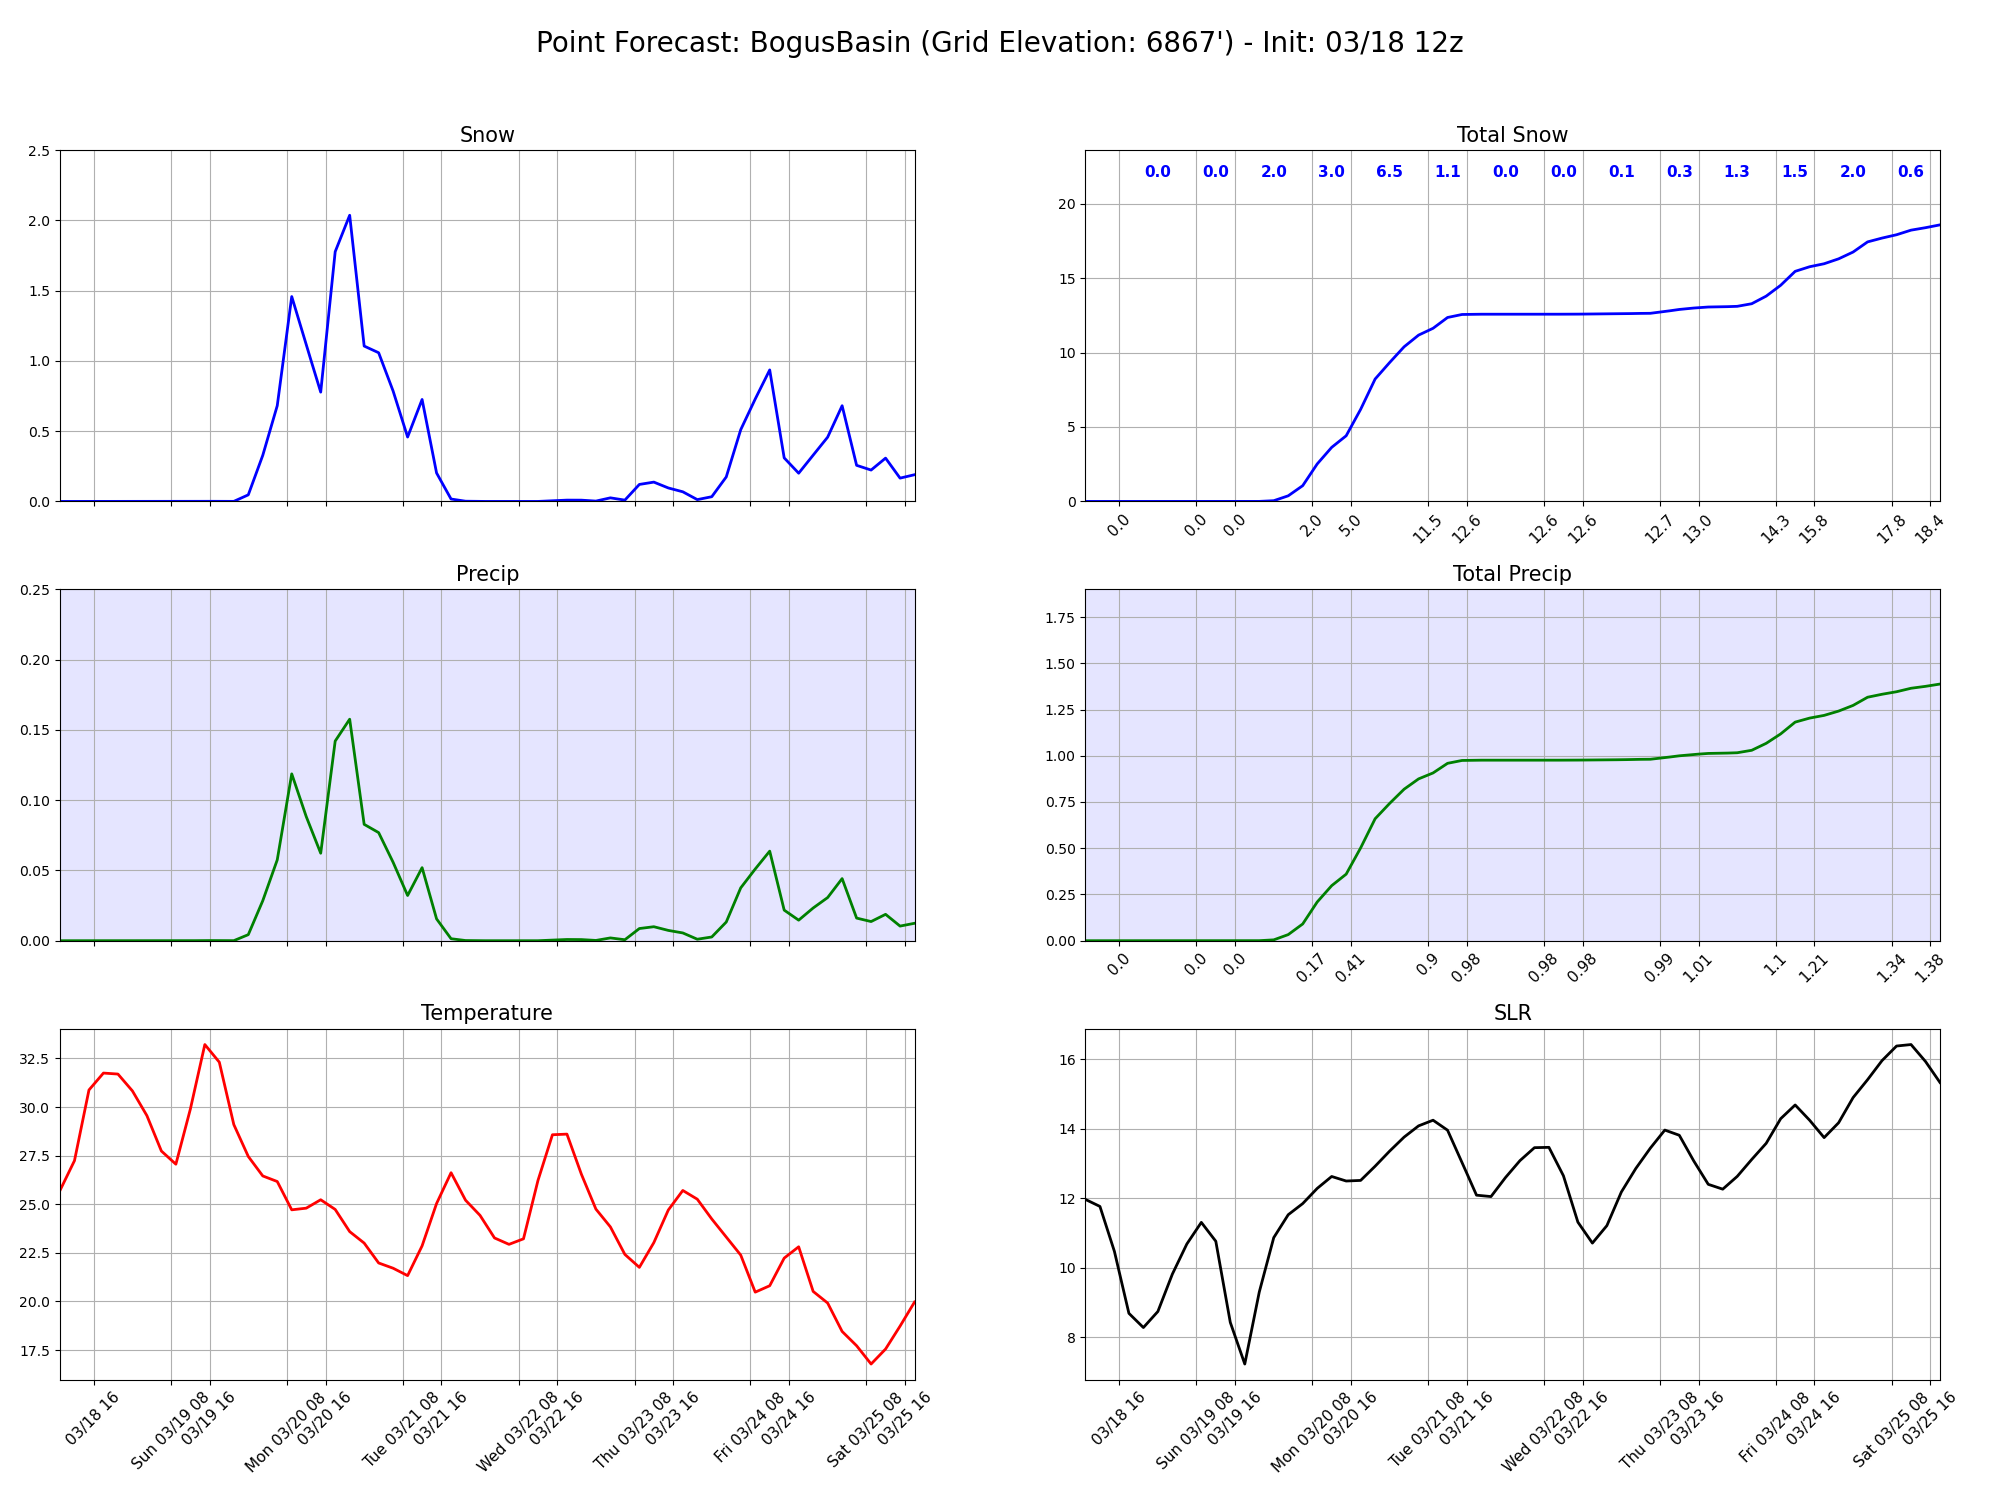 Point Forecast: BogusBasin (Grid Elevation: 6867') - Init: 03/18 12z
Snow
2.5
2.0
1.5
1.0
0.5
0.0
Total Snow
0.0 0.0 2.0 3.0 6.5 1.1 0.0 0.0 0.1 0.3 1.3 1.5 2.0 0.6
20
15
10
5
0
0.0 0.0 0.0 2.0 5.0 11.5 12.6 12.6 12.6 12.7 13.0 14.3 15.8 17.8 18.4
Precip
0.25
0.20
0.15
0.10
0.05
0.00
Total Precip
1.75
1.50
1.25
1.00
0.75
0.50
0.25
0.00
0.0 0.0 0.0 0.17 0.41 0.9 0.98 0.98 0.98 0.99 1.01 1.1 1.21 1.34 1.38
Temperature
32.5
30.0
27.5
25.0
22.5
20.0
17.5
03/18 16
Sun 03/19 08
03/19 16
Mon 03/20 08
03/20 16
Tue 03/21 08
03/21 16
Wed 03/22 08
03/22 16
Thu 03/23 08
03/23 16
Fri 03/24 08
03/24 16
Sat 03/25 08
03/25 16
SLR
16
14
12
10
8
03/18 16
Sun 03/19 08
03/19 16
Mon 03/20 08
03/20 16
Tue 03/21 08
03/21 16
Wed 03/22 08
03/22 16
Thu 03/23 08
03/23 16
Fri 03/24 08
03/24 16
Sat 03/25 08
03/25 16